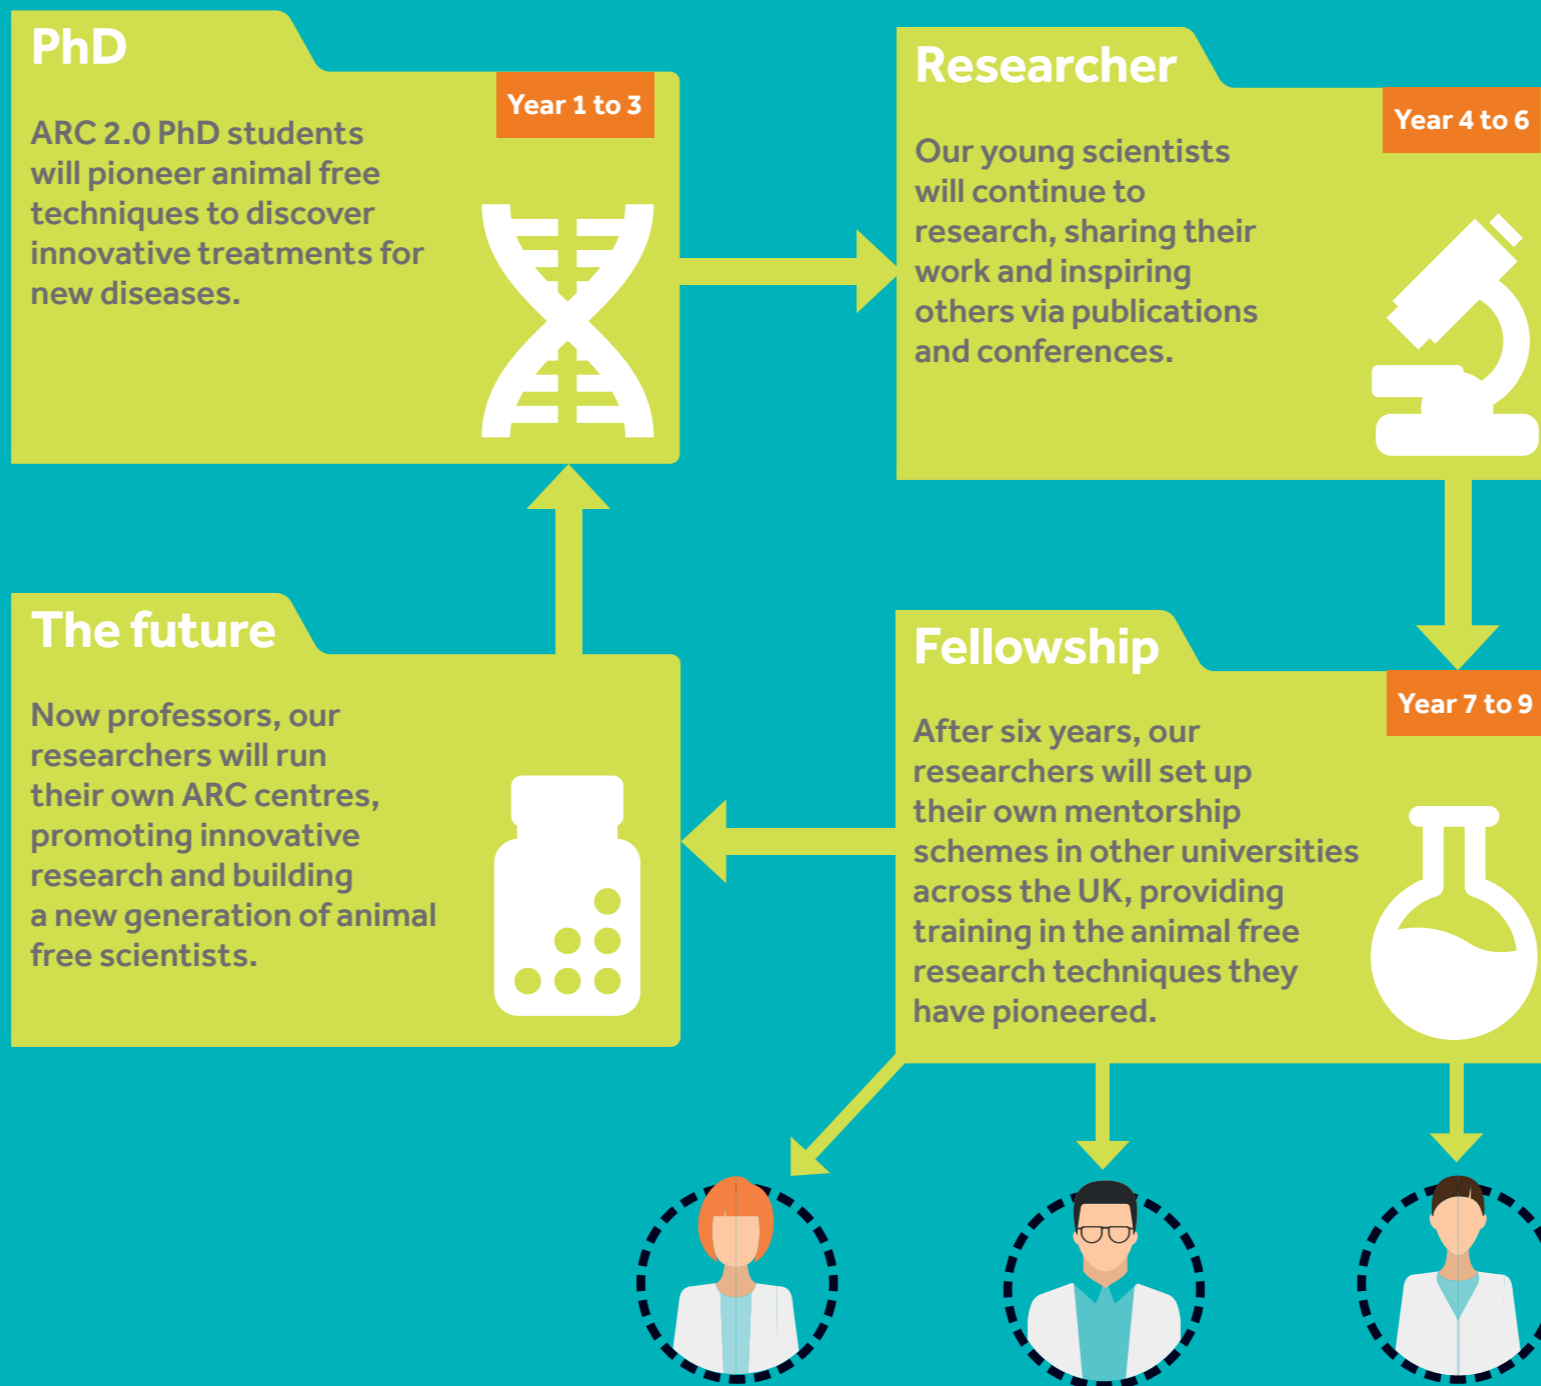 PhD
Year 1 to 3
ARC 2.0 PhD students
will pioneer animal free
techniques to discover
innovative treatments for
new diseases.
Researcher
Year 4 to 6
Our young scientists
will continue to
research, sharing their
work and inspiring
others via publications
and conferences.
Fellowship
Year 7 to 9
After six years, our
researchers will set up
their own mentorship
schemes in other universities
across the UK, providing
training in the animal free
research techniques they
have pioneered.
The future
Now professors, our
researchers will run
their own ARC centres,
promoting innovative
research and building
a new generation of animal
free scientists.